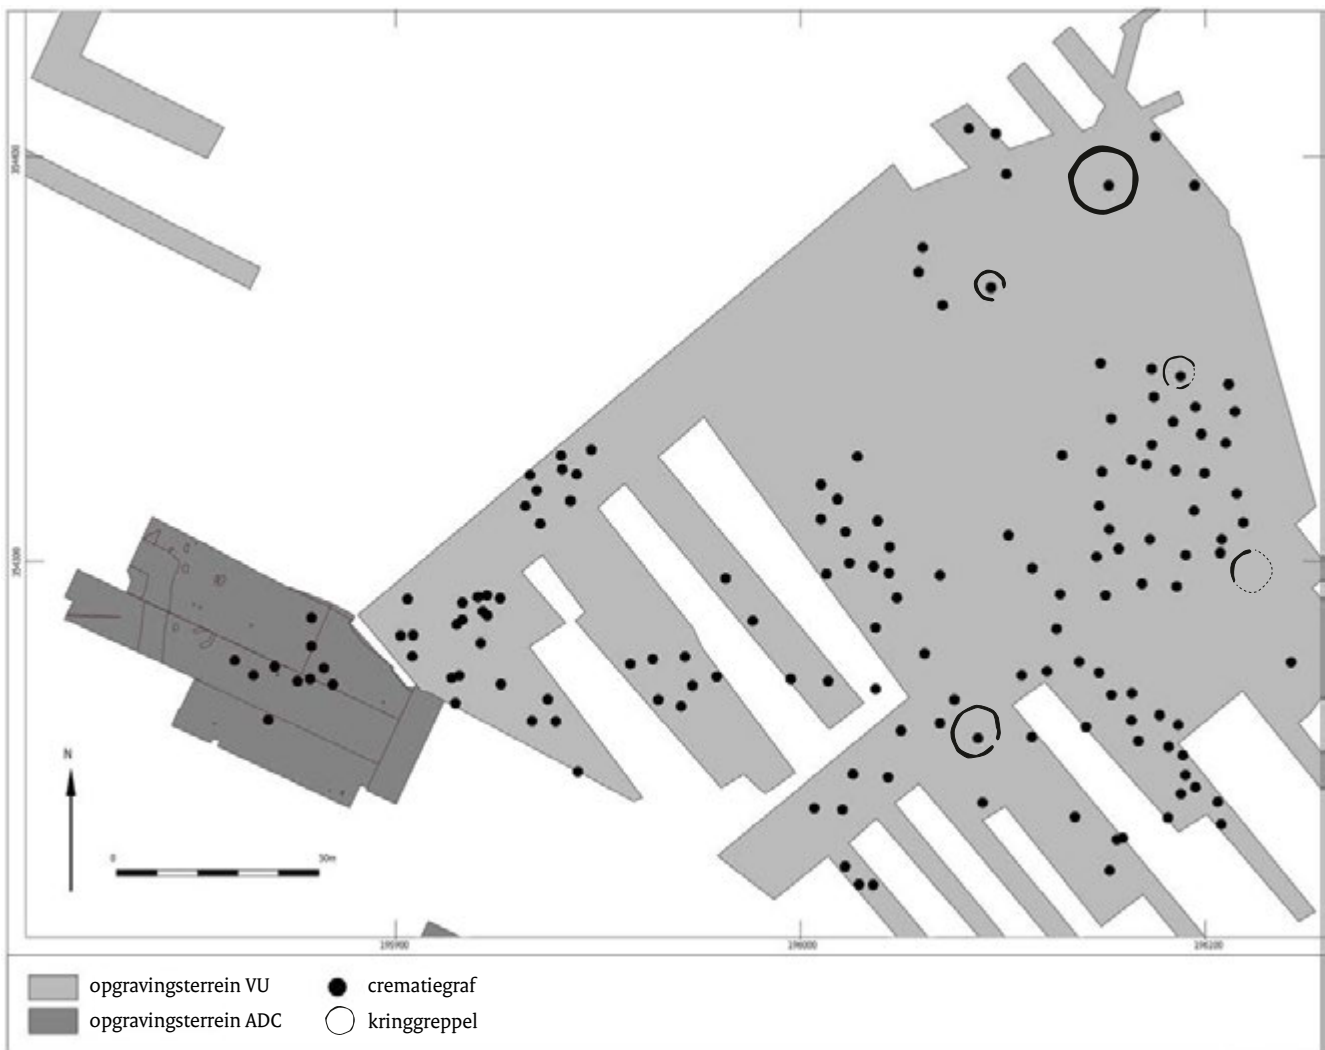 N
0
50m
195900
196000
196100
opgravingsterrein VU
crematiegraf
opgravingsterrein ADC
kringgreppel